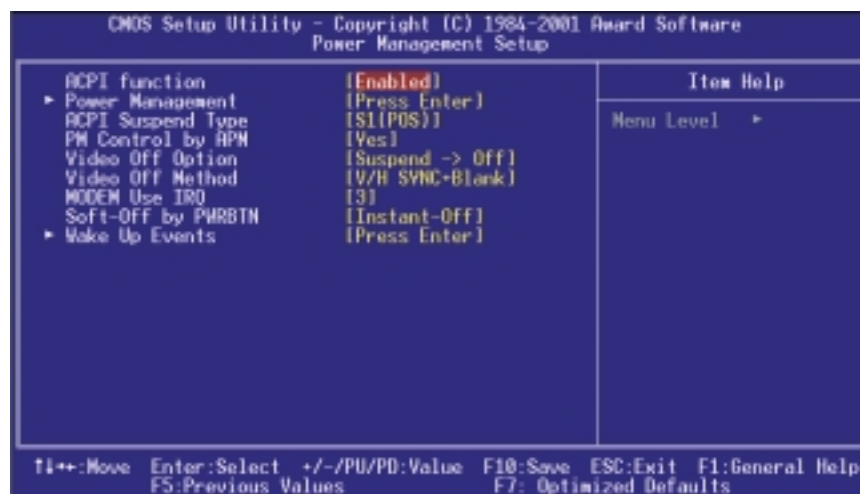 CMOS Setup Utility - Copyright (C) 1984-2001 Award Software
Power Management Setup
ACPI function [Enabled]
► Power Management [Press Enter]
ACPI Suspend Type [S1(POS)]
PM Control by APM [Yes]
Video Off Option [Suspend -> Off]
Video Off Method [V/H SYNC+Blank]
MODEM Use IRQ [3]
Soft-Off by PWRBTN [Instant-Off]
► Wake Up Events [Press Enter]
Item Help
Menu Level ►
↑↓→←:Move Enter:Select +/-/PU/PD:Value F10:Save ESC:Exit F1:General Help
F5:Previous Values F7: Optimized Defaults